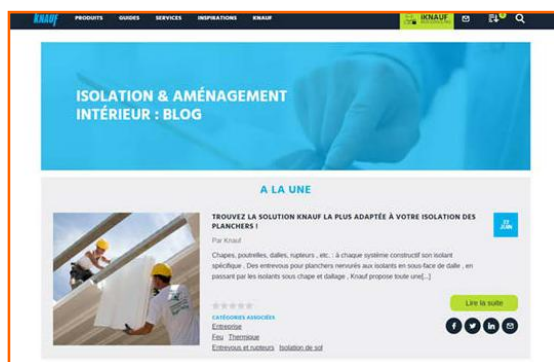 KNAUF PRODUITS GUIDES SERVICES INSPIRATIONS KNAUF iKNAUF
ISOLATION & AMÉNAGEMENT
INTÉRIEUR : BLOG
A LA UNE
TROUVEZ LA SOLUTION KNAUF LA PLUS ADAPTÉE À VOTRE ISOLATION DES
PLANCHERS !
22
JUIN
Par Knauf
Chapes, poutrelles, dalles, rupteurs , etc. : à chaque système constructif son isolant
spécifique . Des entrevous pour planchers nervurés aux isolants en sous-face de dalle , en
passant par les isolants sous chape et dallage , Knauf propose toute une[...]
Lire la suite
CATÉGORIES ASSOCIÉES
Entreprise
Feu Thermique
Entrevous et rupteurs Isolation de sol